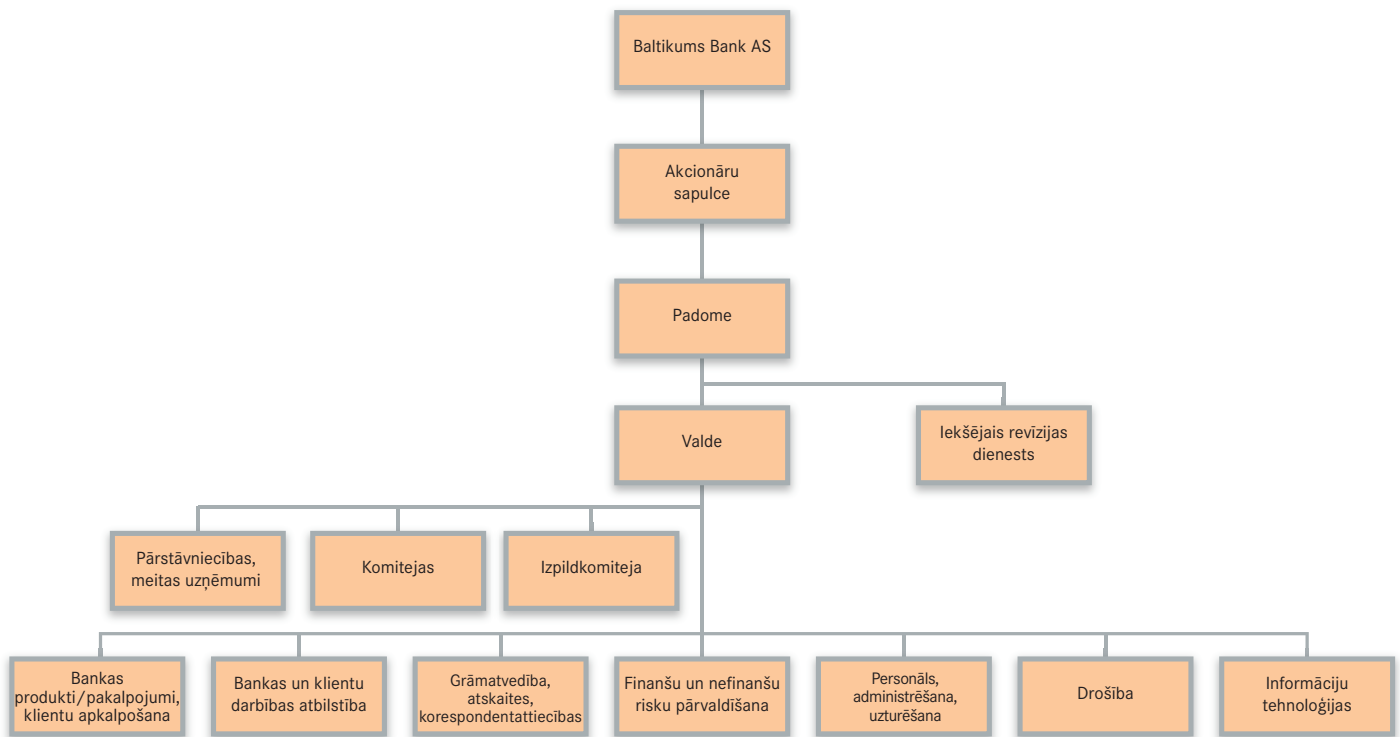 Baltikums Bank AS
Akcionāru
sapulce
Padome
Valde
Iekšējais revīzijas
dienests
Pārstāvniecības,
meitas uzņēmumi
Komitejas
Izpildkomiteja
Bankas
produkti/pakalpojumi,
klientu apkalpošana
Bankas un klientu
darbības atbilstība
Grāmatvedība,
atskaites,
korespondentattiecības
Finanšu un nefinanšu
risku pārvaldīšana
Personāls,
administrēšana,
uzturēšana
Drošība
Informāciju
tehnoloģijas